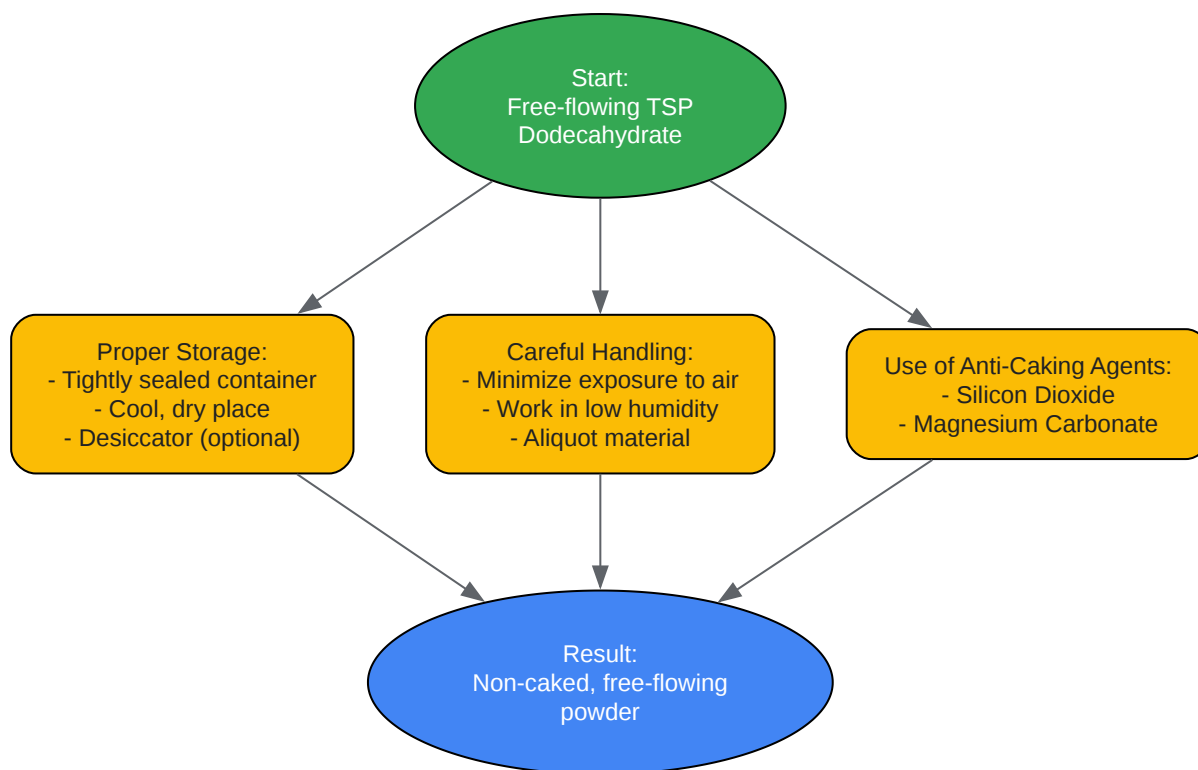 Start:
Free-flowing TSP
Dodecahydrate
Proper Storage:
- Tightly sealed container
- Cool, dry place
- Desiccator (optional)
Careful Handling:
- Minimize exposure to air
- Work in low humidity
- Aliquot material
Use of Anti-Caking Agents:
- Silicon Dioxide
- Magnesium Carbonate
Result:
Non-caked, free-flowing
powder